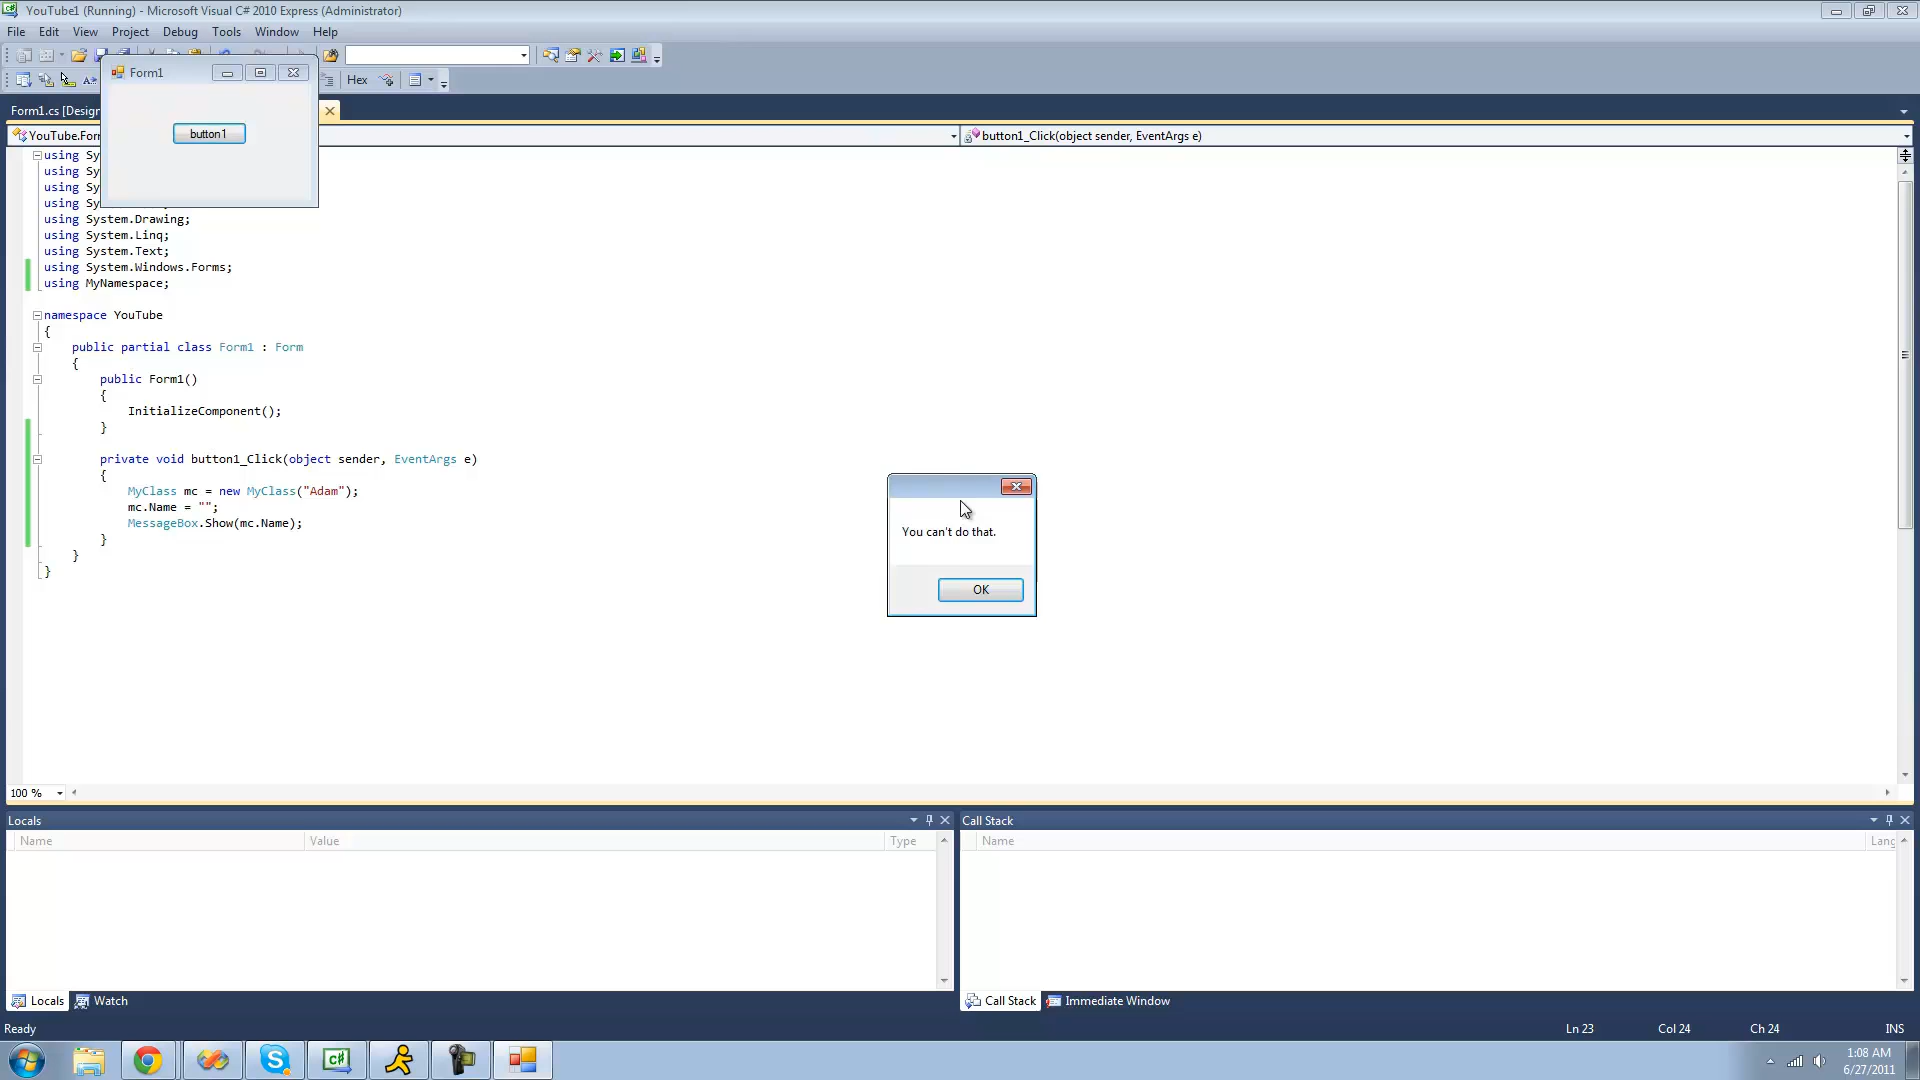 YouTube1 (Running) - Microsoft Visual C# 2010 Express (Administrator)
File Edit View Project Debug Tools Window Help
Form1
Hex
button1
Form1.cs [Design
YouTube.Form
button1_Click(object sender, EventArgs e)
using Sy
using Sy
using Sy
using Sy
using System.Drawing;
using System.Linq;
using System.Text;
using System.Windows.Forms;
using MyNamespace;
namespace YouTube
{
public partial class Form1 : Form
{
public Form1()
{
InitializeComponent();
}
private void button1_Click(object sender, EventArgs e)
{
MyClass mc = new MyClass("Adam");
mc.Name = "";
MessageBox.Show(mc.Name);
}
}
}
You can't do that.
OK
100 %
Locals
Name Value Type
Call Stack
Name Lang
Locals Watch
Call Stack Immediate Window
Ready
Ln 23 Col 24 Ch 24 INS
C#
1:08 AM
6/27/2011